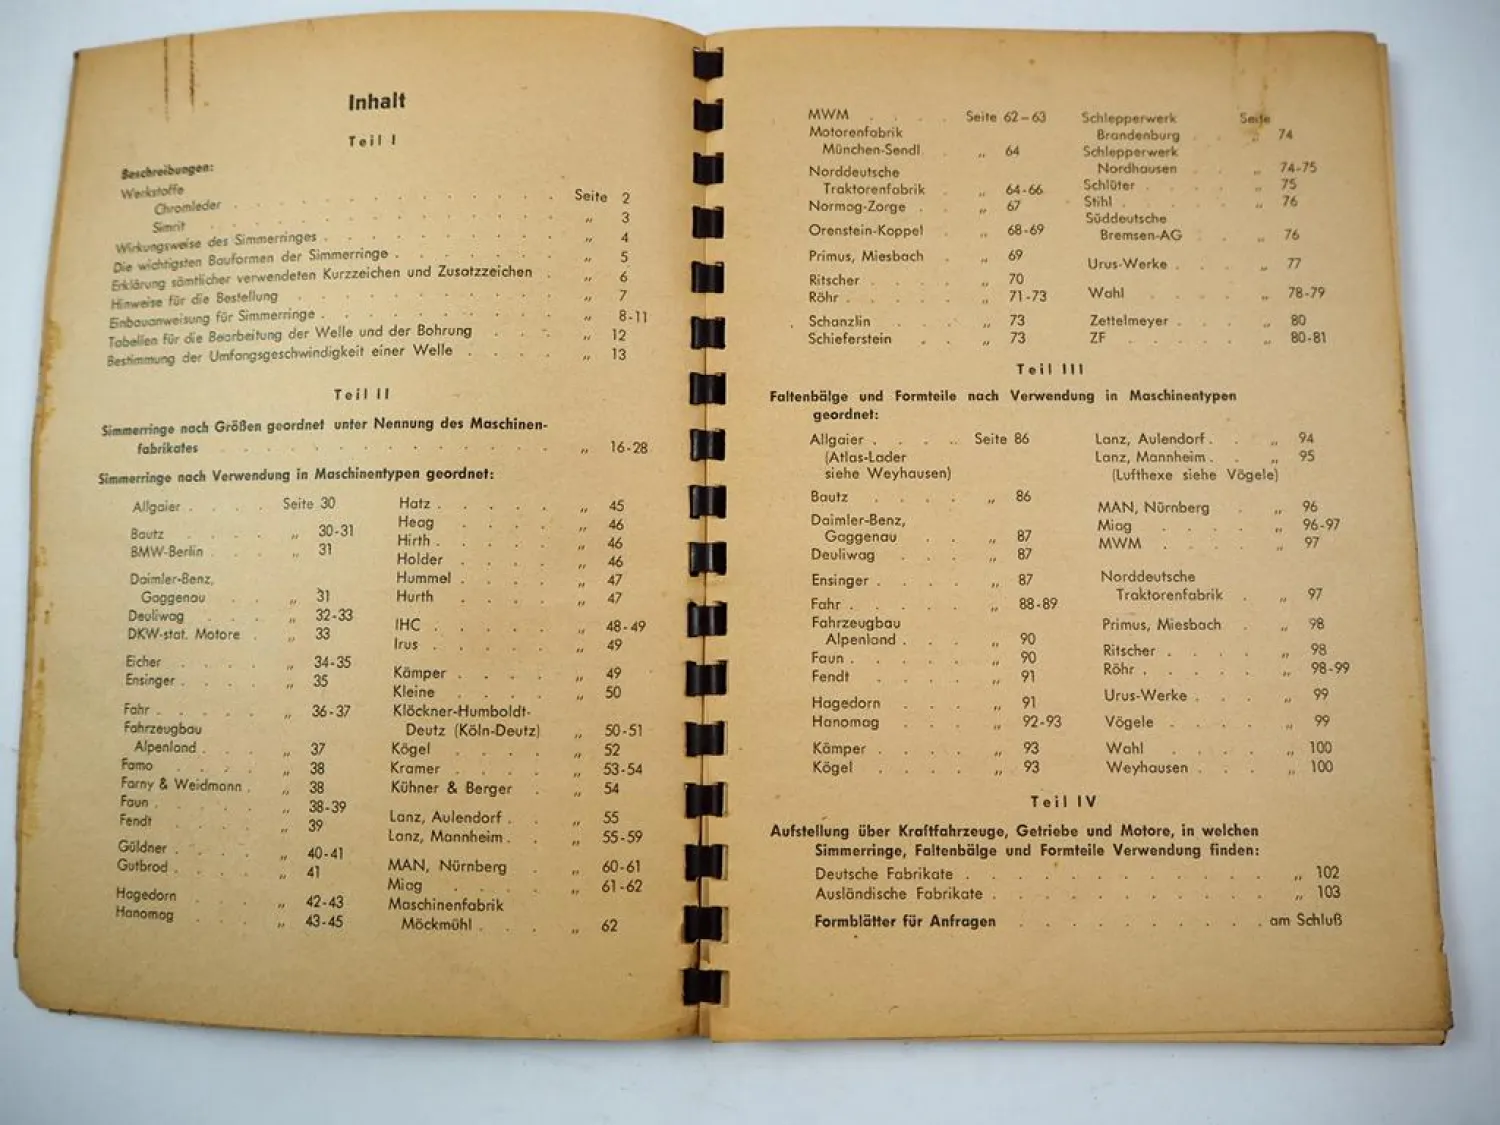 Inhalt
Teil I
Beschreibungen:
Werkstoffe
Chromleder . . . . . . . . . . . . Seite 2
Simrit . . . . . . . . . . . . „ 3
Wirkungsweise des Simmerringes . . . . . . . . „ 4
Die wichtigsten Bauformen der Simmerringe . . . . . . „ 5
Erklärung sämtlicher verwendeten Kurzzeichen und Zusatzzeichen . „ 6
Hinweise für die Bestellung . . . . . . . . . „ 7
Einbauanweisung für Simmerringe . . . . . . . . „ 8-11
Tabellen für die Bearbeitung der Welle und der Bohrung . . . „ 12
Bestimmung der Umfangsgeschwindigkeit einer Welle . . . . „ 13
Teil II
Simmerringe nach Größen geordnet unter Nennung des Maschinen-
fabrikates . . . . . . . . . . . . „ 16-28
Simmerringe nach Verwendung in Maschinentypen geordnet:
Allgaier . . . . Seite 30
Bautz . . . . „ 30-31
BMW-Berlin . . . „ 31
Daimler-Benz,
Gaggenau . . „ 31
Deuliwag . . . „ 32-33
DKW-stat. Motore . „ 33
Eicher . . . . „ 34-35
Ensinger . . . . „ 35
Fahr . . . . . „ 36-37
Fahrzeugbau
Alpenland . . . „ 37
Famo . . . . „ 38
Farny & Weidmann . „ 38
Faun . . . . . „ 38-39
Fendt . . . . „ 39
Güldner . . . . „ 40-41
Gutbrod . . . . „ 41
Hagedorn . . . „ 42-43
Hanomag . . . „ 43-45
Hatz . . . . . „ 45
Heag . . . . „ 46
Hirth . . . . . „ 46
Holder . . . . „ 46
Hummel . . . . „ 47
Hurth . . . . „ 47
IHC . . . . . „ 48-49
Irus . . . . . „ 49
Kämper . . . . „ 49
Kleine . . . . „ 50
Klöckner-Humboldt-
Deutz (Köln-Deutz) „ 50-51
Kögel . . . . „ 52
Kramer . . . . „ 53-54
Kühner & Berger . „ 54
Lanz, Aulendorf . . „ 55
Lanz, Mannheim . . „ 55-59
MAN, Nürnberg . „ 60-61
Miag . . . . „ 61-62
Maschinenfabrik
Möckmühl . . . „ 62
MWM . . . . Seite 62-63
Motorenfabrik
München-Sendl. . „ 64
Norddeutsche
Traktorenfabrik . „ 64-66
Normag-Zorge . . „ 67
Orenstein-Koppel . „ 68-69
Primus, Miesbach . „ 69
Ritscher . . . . „ 70
Röhr . . . . . „ 71-73
Schanzlin . . . „ 73
Schieferstein . . „ 73
Schlepperwerk Seite
Brandenburg . „ 74
Schlepperwerk
Nordhausen . . „ 74-75
Schlüter . . . . „ 75
Stihl . . . . . „ 76
Süddeutsche
Bremsen-AG . . „ 76
Urus-Werke . . . „ 77
Wahl . . . . „ 78-79
Zettelmeyer . . . „ 80
ZF . . . . . „ 80-81
Teil III
Faltenbälge und Formteile nach Verwendung in Maschinentypen
geordnet:
Allgaier . . . . . Seite 86
(Atlas-Lader
siehe Weyhausen)
Bautz . . . . „ 86
Daimler-Benz,
Gaggenau . . „ 87
Deuliwag . . . „ 87
Ensinger . . . . „ 87
Fahr . . . . . „ 88-89
Fahrzeugbau
Alpenland . . . „ 90
Faun . . . . . „ 90
Fendt . . . . „ 91
Hagedorn . . . „ 91
Hanomag . . . „ 92-93
Kämper . . . . „ 93
Kögel . . . . „ 93
Lanz, Aulendorf . . „ 94
Lanz, Mannheim . . „ 95
(Lufthexe siehe Vögele)
MAN, Nürnberg . „ 96
Miag . . . . „ 96-97
MWM . . . . „ 97
Norddeutsche
Traktorenfabrik . „ 97
Primus, Miesbach . „ 98
Ritscher . . . . „ 98
Röhr . . . . . „ 98-99
Urus-Werke . . . „ 99
Vögele . . . . „ 99
Wahl . . . . „ 100
Weyhausen . . . „ 100
Teil IV
Aufstellung über Kraftfahrzeuge, Getriebe und Motore, in welchen
Simmerringe, Faltenbälge und Formteile Verwendung finden:
Deutsche Fabrikate . . . . . . . . . . . „ 102
Ausländische Fabrikate . . . . . . . . . . „ 103
Formblätter für Anfragen . . . . . . . . . . am Schluß